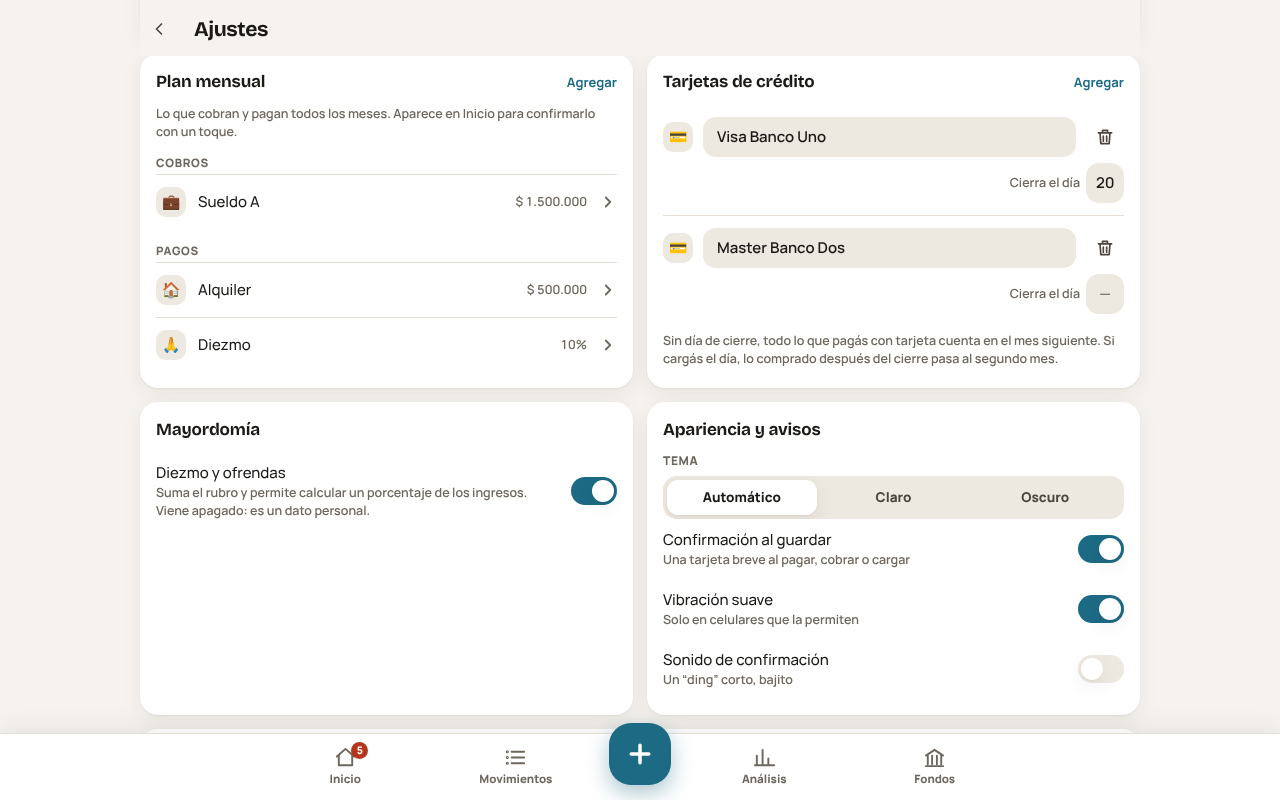 Ajustes
Plan mensual
Agregar
Lo que cobran y pagan todos los meses. Aparece en Inicio para confirmarlo
con un toque.
COBROS
Sueldo A
$ 1.500.000
PAGOS
Alquiler
$ 500.000
Diezmo
10%
Tarjetas de crédito
Agregar
Visa Banco Uno
Cierra el día
20
Master Banco Dos
Cierra el día
—
Sin día de cierre, todo lo que pagás con tarjeta cuenta en el mes siguiente. Si
cargás el día, lo comprado después del cierre pasa al segundo mes.
Mayordomía
Diezmo y ofrendas
Suma el rubro y permite calcular un porcentaje de los ingresos.
Viene apagado: es un dato personal.
Apariencia y avisos
TEMA
Automático
Claro
Oscuro
Confirmación al guardar
Una tarjeta breve al pagar, cobrar o cargar
Vibración suave
Solo en celulares que la permiten
Sonido de confirmación
Un “ding” corto, bajito
5
Inicio
Movimientos
Análisis
Fondos